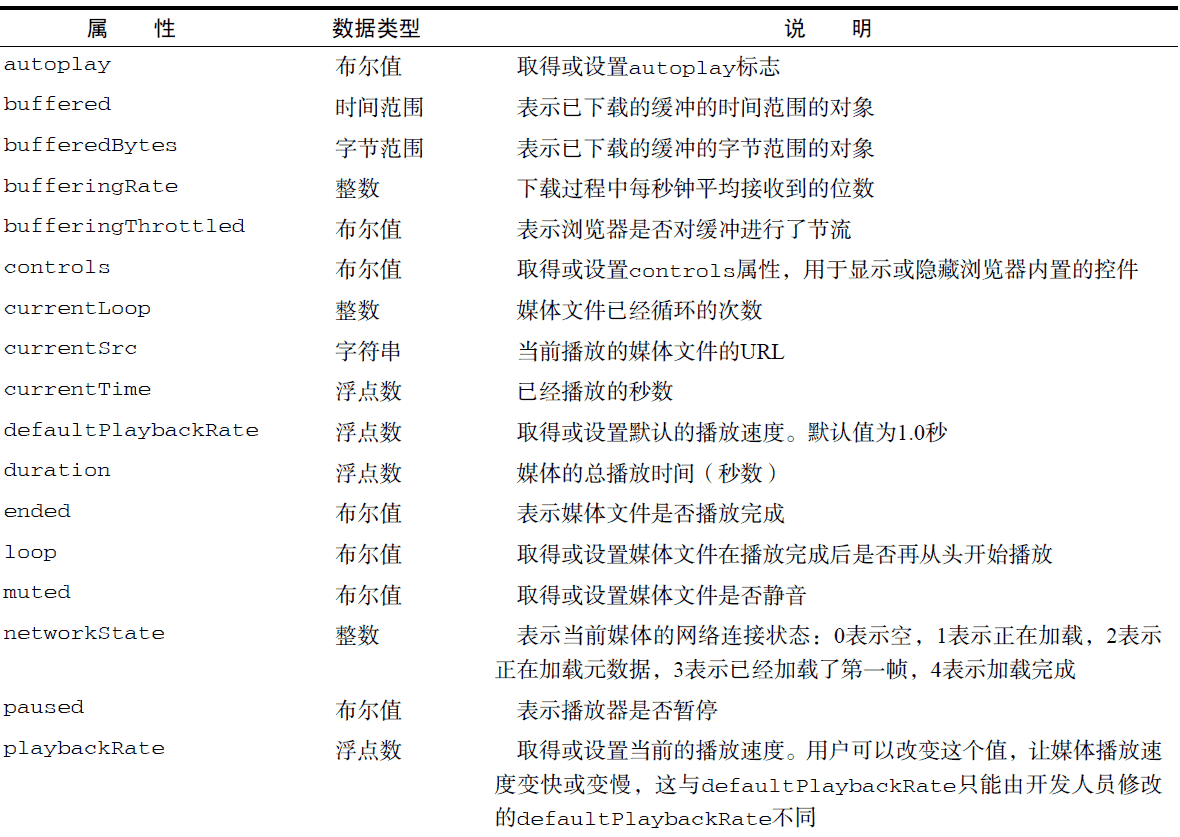 属 性 数据类型 说 明
autoplay 布尔值 取得或设置autoplay标志
buffered 时间范围 表示已下载的缓冲的时间范围的对象
bufferedBytes 字节范围 表示已下载的缓冲的字节范围的对象
bufferingRate 整数 下载过程中每秒钟平均接收到的位数
bufferingThrottled 布尔值 表示浏览器是否对缓冲进行了节流
controls 布尔值 取得或设置controls属性，用于显示或隐藏浏览器内置的控件
currentLoop 整数 媒体文件已经循环的次数
currentSrc 字符串 当前播放的媒体文件的URL
currentTime 浮点数 已经播放的秒数
defaultPlaybackRate 浮点数 取得或设置默认的播放速度。默认值为1.0秒
duration 浮点数 媒体的总播放时间（秒数）
ended 布尔值 表示媒体文件是否播放完成
loop 布尔值 取得或设置媒体文件在播放完成后是否再从头开始播放
muted 布尔值 取得或设置媒体文件是否静音
networkState 整数 表示当前媒体的网络连接状态：0表示空，1表示正在加载，2表示
正在加载元数据，3表示已经加载了第一帧，4表示加载完成
paused 布尔值 表示播放器是否暂停
playbackRate 浮点数 取得或设置当前的播放速度。用户可以改变这个值，让媒体播放速
度变快或变慢，这与defaultPlaybackRate只能由开发人员修改
的defaultPlaybackRate不同